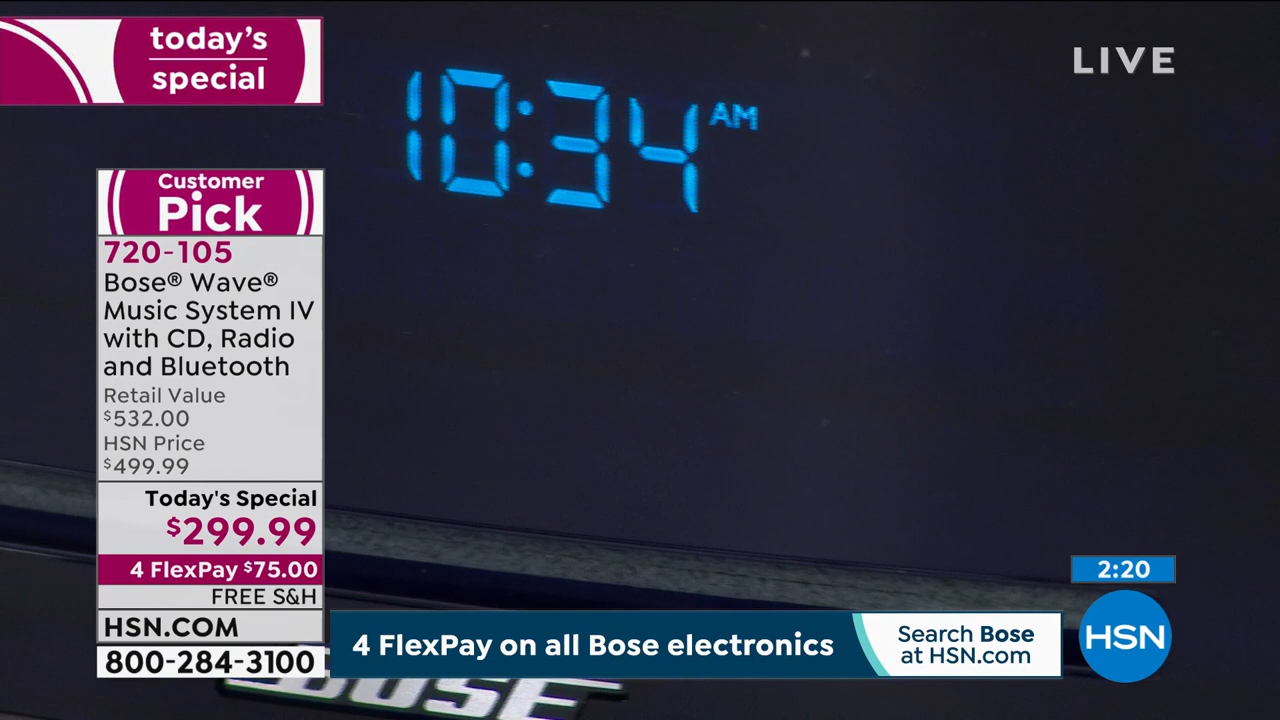 today's
special
LIVE
10:34 AM
Customer
Pick
720-105
Bose® Wave®
Music System IV
with CD, Radio
and Bluetooth
Retail Value
$532.00
HSN Price
$499.99
Today's Special
$299.99
4 FlexPay $75.00
FREE S&H
HSN.COM
800-284-3100
4 FlexPay on all Bose electronics
Search Bose
at HSN.com
2:20
HSN
BOSE